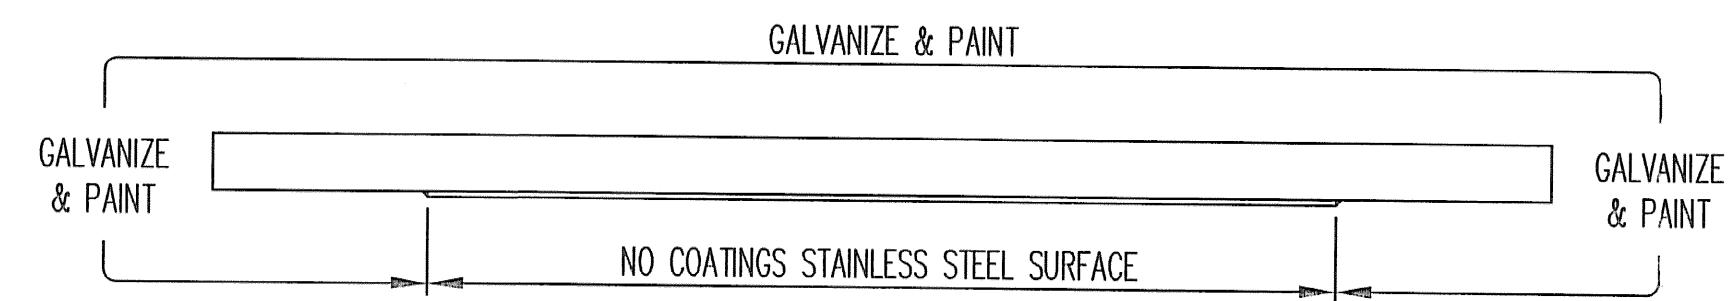 GALVANIZE & PAINT
GALVANIZE
& PAINT
GALVANIZE
& PAINT
NO COATINGS STAINLESS STEEL SURFACE